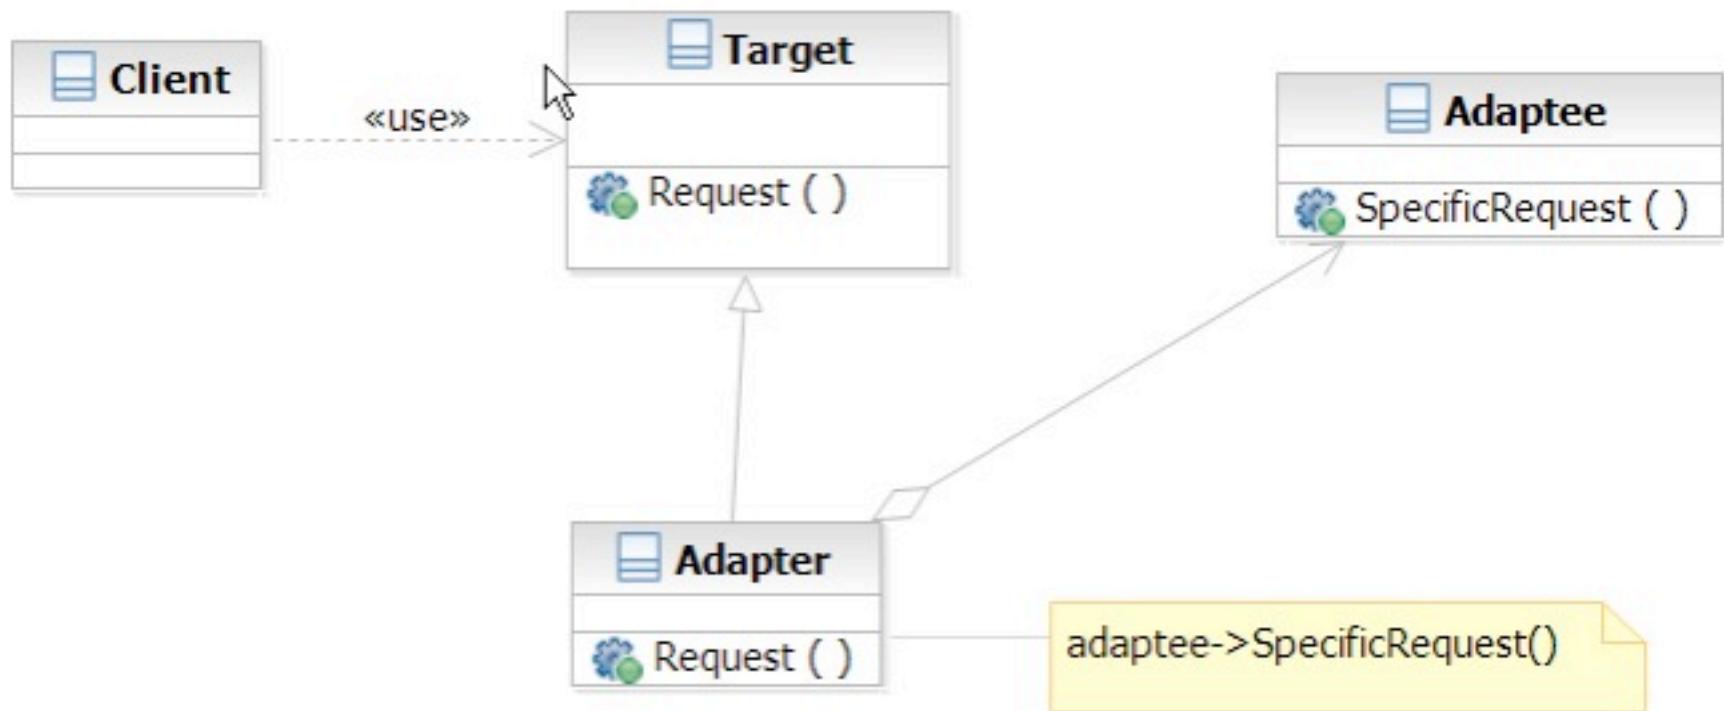 Client
«use»
Target
Request ( )
Adaptee
SpecificRequest ( )
Adapter
Request ( )
adaptee->SpecificRequest()